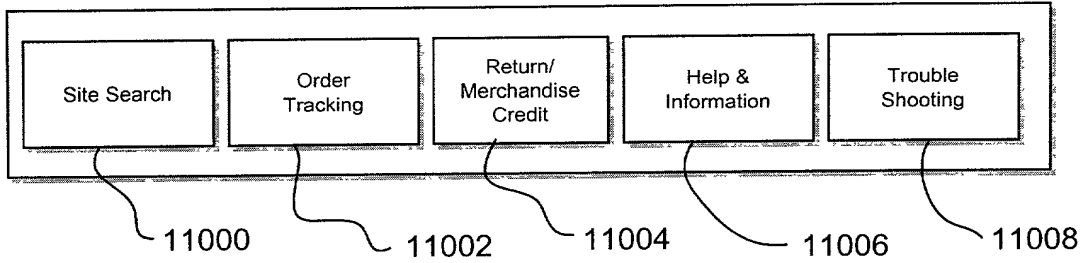 Site Search
Order
Tracking
Return/
Merchandise
Credit
Help &
Information
Trouble
Shooting
11000
11002
11004
11006
11008